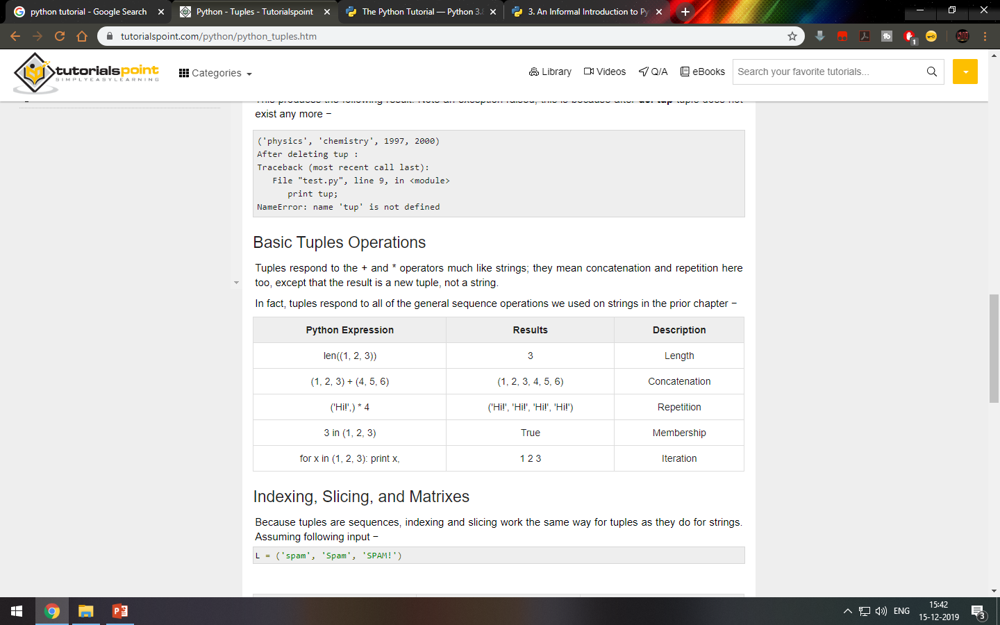 python tutorial - Google Search
Python - Tuples - Tutorialspoint
The Python Tutorial — Python 3.8
3. An Informal Introduction to Py
tutorialspoint.com/python/python_tuples.htm
1
tutorialspoint
SIMPLYEASYLEARNING
Categories
Library
Videos
Q/A
eBooks
Search your favorite tutorials...
This produces the following result. Note an exception raised, this is because after del tup tuple does not
exist any more −
('physics', 'chemistry', 1997, 2000)
After deleting tup :
Traceback (most recent call last):
File "test.py", line 9, in <module>
print tup;
NameError: name 'tup' is not defined
Basic Tuples Operations
Tuples respond to the + and * operators much like strings; they mean concatenation and repetition here
too, except that the result is a new tuple, not a string.
In fact, tuples respond to all of the general sequence operations we used on strings in the prior chapter −
Python Expression Results Description
len((1, 2, 3)) 3 Length
(1, 2, 3) + (4, 5, 6) (1, 2, 3, 4, 5, 6) Concatenation
('Hi!',) * 4 ('Hi!', 'Hi!', 'Hi!', 'Hi!') Repetition
3 in (1, 2, 3) True Membership
for x in (1, 2, 3): print x, 1 2 3 Iteration
Indexing, Slicing, and Matrixes
Because tuples are sequences, indexing and slicing work the same way for tuples as they do for strings.
Assuming following input −
L = ('spam', 'Spam', 'SPAM!')
ENG
15:42
15-12-2019
3